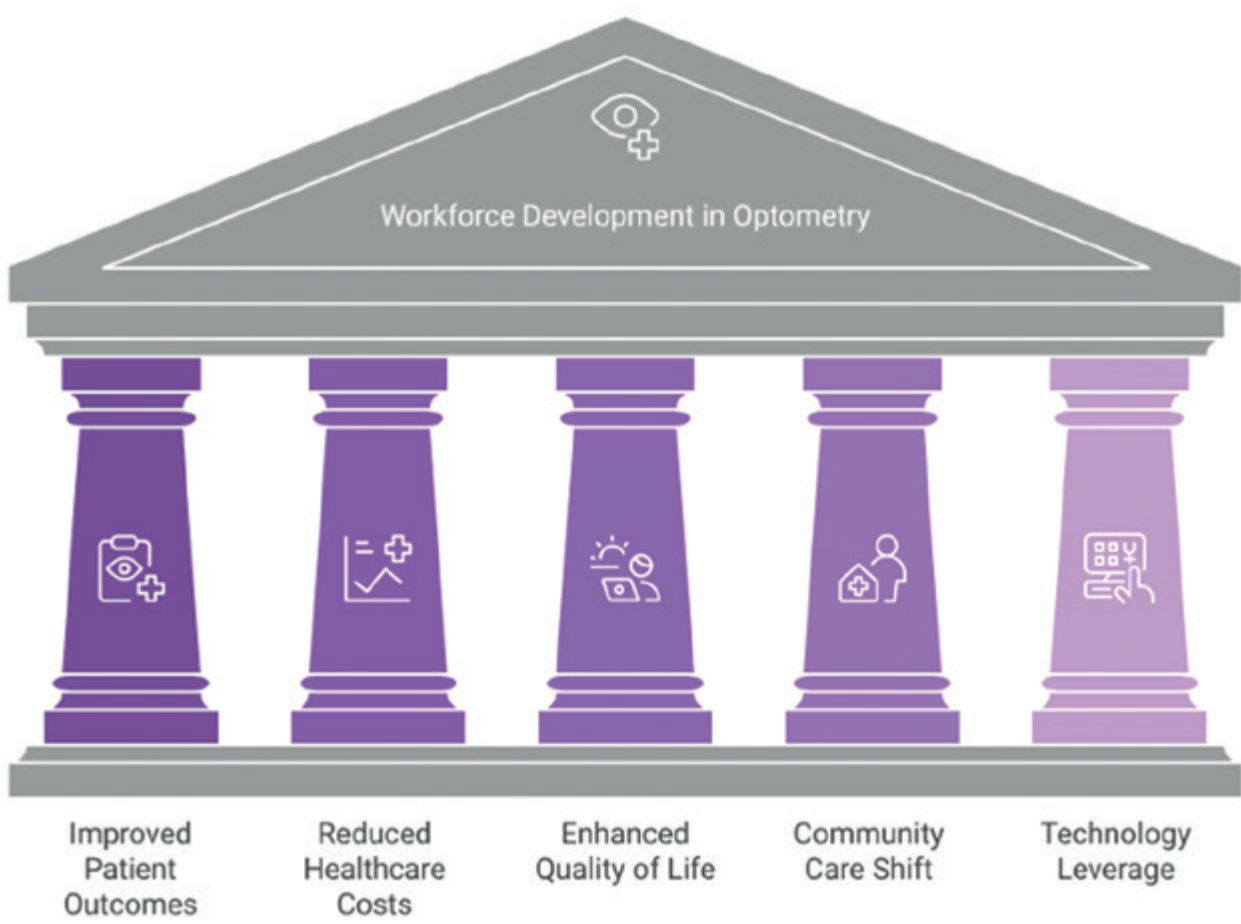 Workforce Development in Optometry
Improved
Patient
Outcomes
Reduced
Healthcare
Costs
Enhanced
Quality of Life
Community
Care Shift
Technology
Leverage